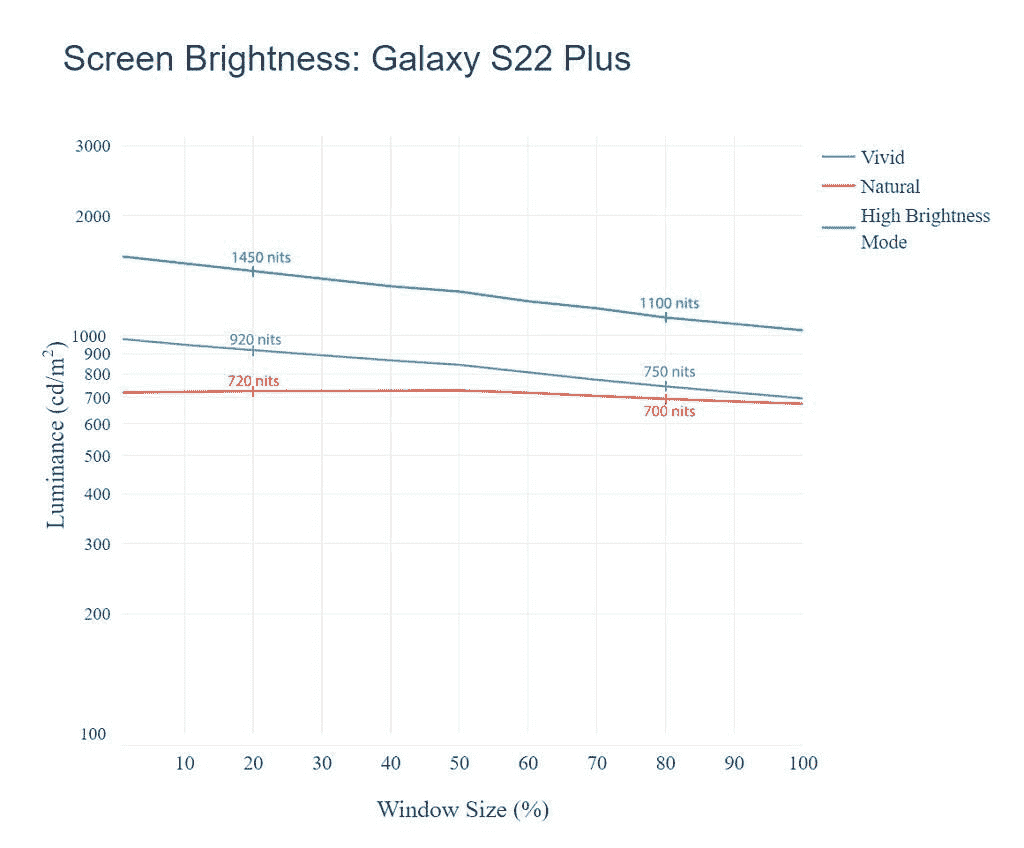 Screen Brightness: Galaxy S22 Plus
3000
2000
1000
900
800
700
600
500
400
300
200
100
Luminance (cd/m²)
1450 nits
1100 nits
920 nits
750 nits
720 nits
700 nits
10 20 30 40 50 60 70 80 90 100
Window Size (%)
Vivid
Natural
High Brightness
Mode